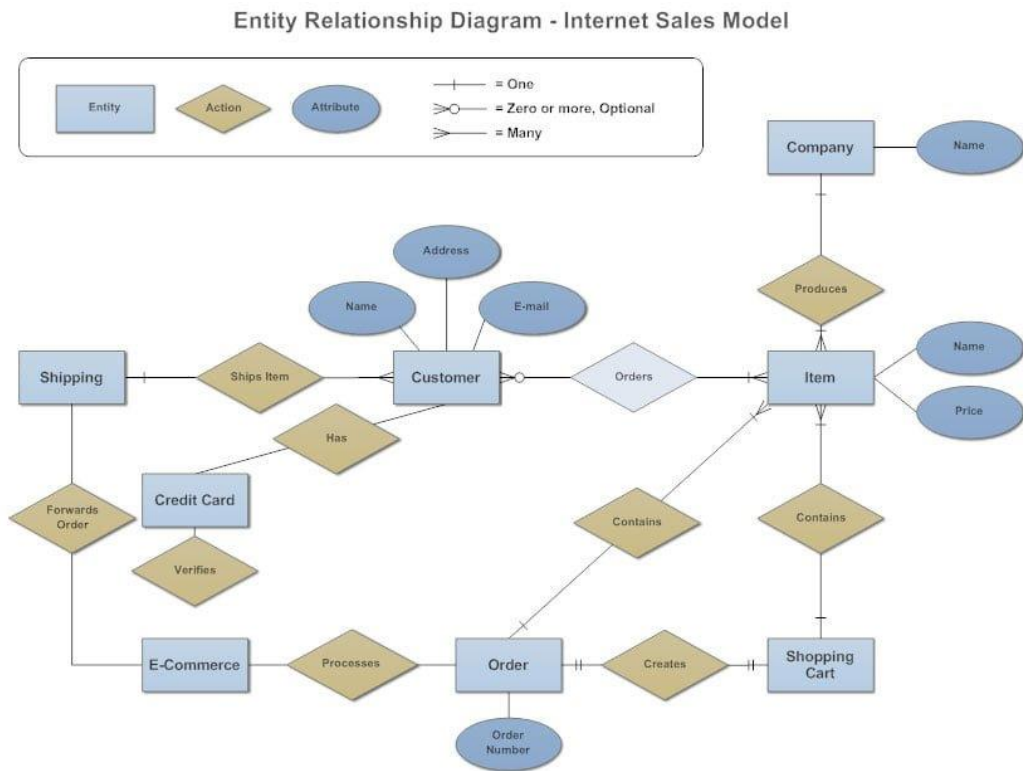 Entity Relationship Diagram - Internet Sales Model
Entity
Action
Attribute
= One
= Zero or more, Optional
= Many
Company
Name
Address
Name
E-mail
Produces
Shipping
Ships Item
Customer
Orders
Item
Name
Price
Has
Credit Card
Forwards
Order
Contains
Contains
Verifies
E-Commerce
Processes
Order
Creates
Shopping
Cart
Order
Number